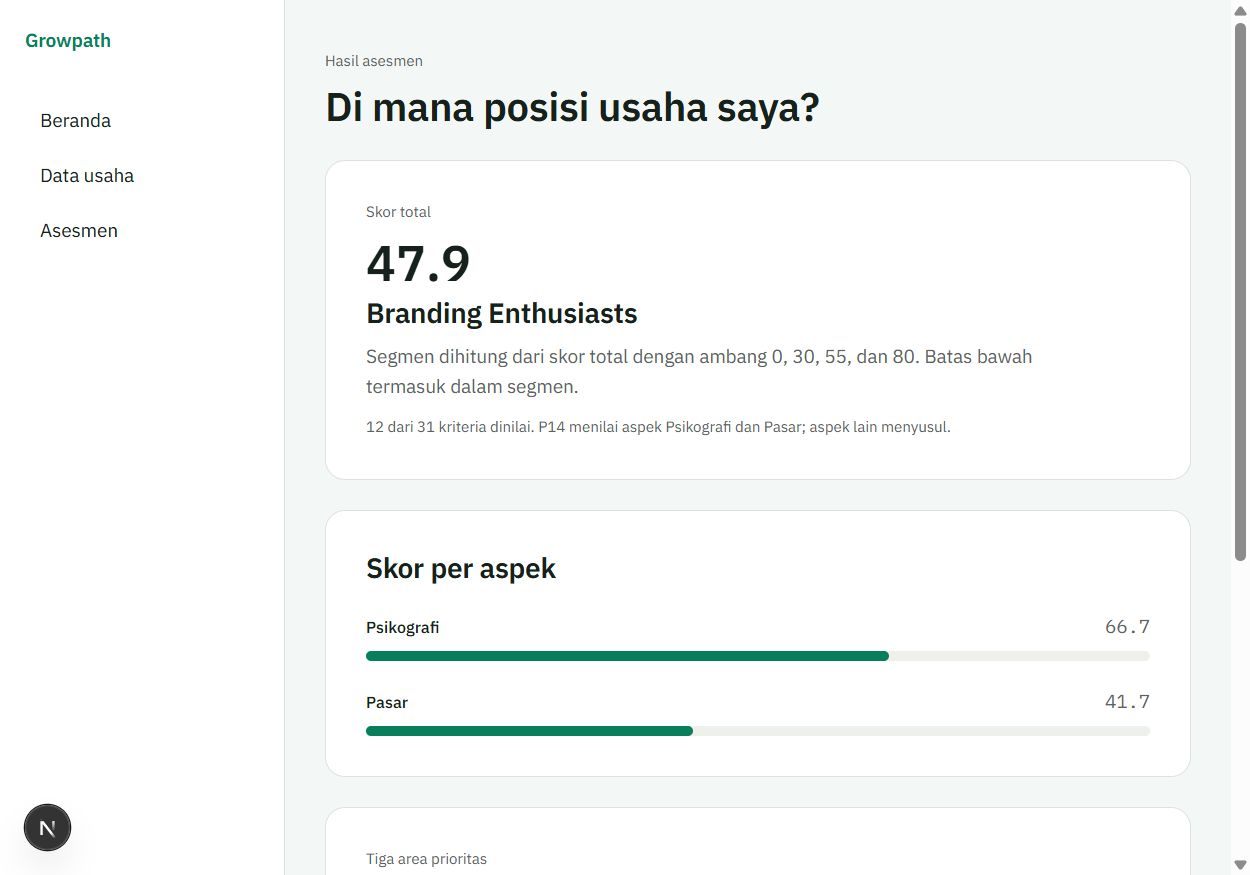 Growpath
Beranda
Data usaha
Asesmen
Hasil asesmen
Di mana posisi usaha saya?
Skor total
47.9
Branding Enthusiasts
Segmen dihitung dari skor total dengan ambang 0, 30, 55, dan 80. Batas bawah
termasuk dalam segmen.
12 dari 31 kriteria dinilai. P14 menilai aspek Psikografi dan Pasar; aspek lain menyusul.
Skor per aspek
Psikografi 66.7
Pasar 41.7
Tiga area prioritas
N